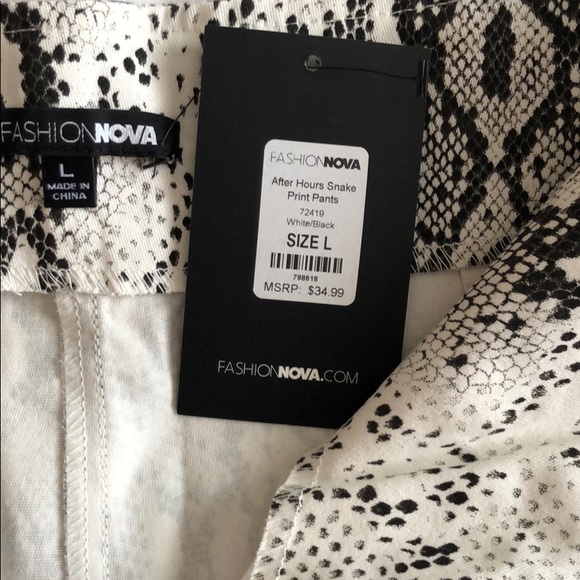 FASHIONNOVA
L
MADE IN
CHINA
FASHIONNOVA
After Hours Snake
Print Pants
72419
White/Black
SIZE L
798618
MSRP: $34.99
FASHIONNOVA.COM